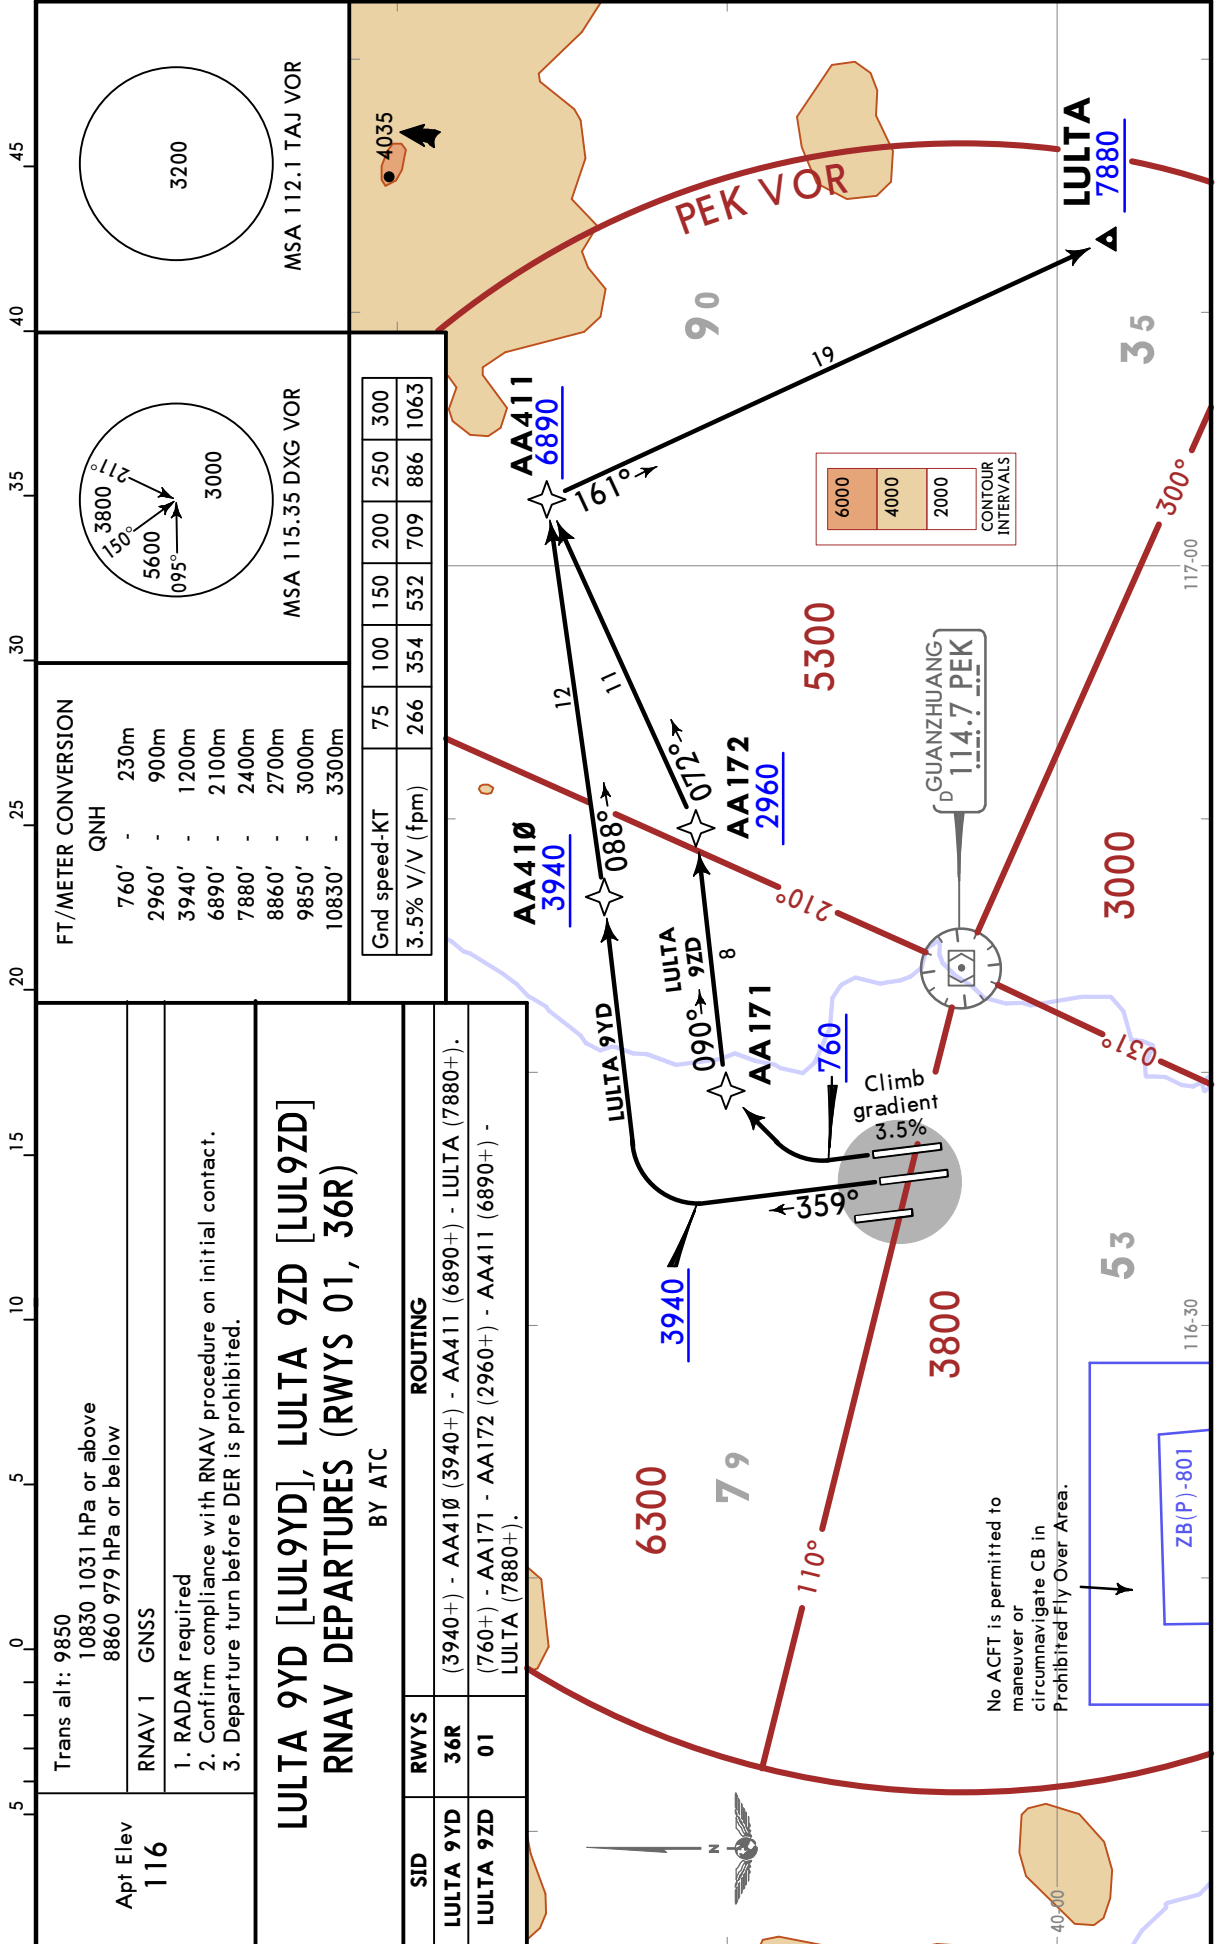 5 0 5 10 15 20 25 30 35 40 45
Apt Elev
116
Trans alt: 9850
10830 1031 hPa or above
8860 979 hPa or below
RNAV 1 GNSS
1. RADAR required
2. Confirm compliance with RNAV procedure on initial contact.
3. Departure turn before DER is prohibited.
FT/METER CONVERSION
QNH
760' - 230m
2960' - 900m
3940' - 1200m
6890' - 2100m
7880' - 2400m
8860' - 2700m
9850' - 3000m
10830' - 3300m
3800
211°
150°
5600
095°
3000
MSA 115.35 DXG VOR
3200
MSA 112.1 TAJ VOR
LULTA 9YD [LUL9YD], LULTA 9ZD [LUL9ZD]
RNAV DEPARTURES (RWYS 01, 36R)
BY ATC
Gnd speed-KT 75 100 150 200 250 300
3.5% V/V (fpm) 266 354 532 709 886 1063
SID RWYS ROUTING
LULTA 9YD 36R (3940+) - AA41Ø (3940+) - AA411 (6890+) - LULTA (7880+).
LULTA 9ZD 01 (760+) - AA171 - AA172 (2960+) - AA411 (6890+) -
LULTA (7880+).
4035
PEK VOR
AA411
6890
161°
AA41Ø
3940
088°
12
11
19
90
LULTA 9YD
LULTA
9ZD
090°
8
072°
AA172
2960
AA171
210°
6300
79
3940
359°
760
Climb
gradient
3.5%
5300
6000
4000
2000
CONTOUR
INTERVALS
LULTA
7880
35
110°
3800
D GUANZHUANG
114.7 PEK
300°
3000
031°
53
N
No ACFT is permitted to
maneuver or
circumnavigate CB in
Prohibited Fly Over Area.
ZB(P)-801
40-00
116-30
117-00